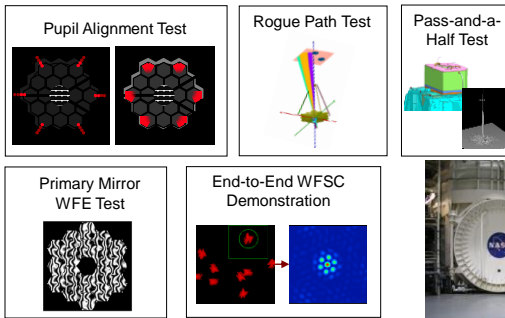 Pupil Alignment Test
Rogue Path Test
Pass-and-a-
Half Test
Primary Mirror
WFE Test
End-to-End WFSC
Demonstration
NAS